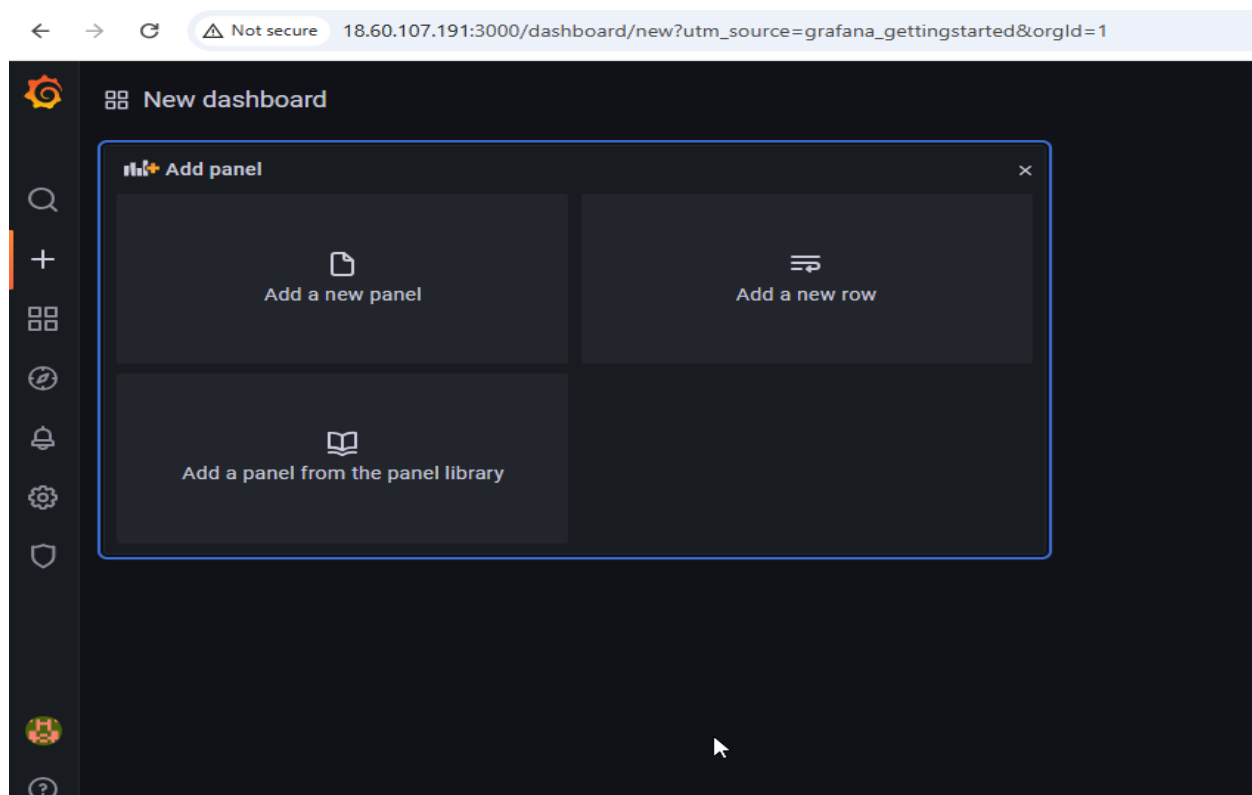 Not secure 18.60.107.191:3000/dashboard/new?utm_source=grafana_gettingstarted&orgId=1
New dashboard
Add panel
Add a new panel
Add a new row
Add a panel from the panel library